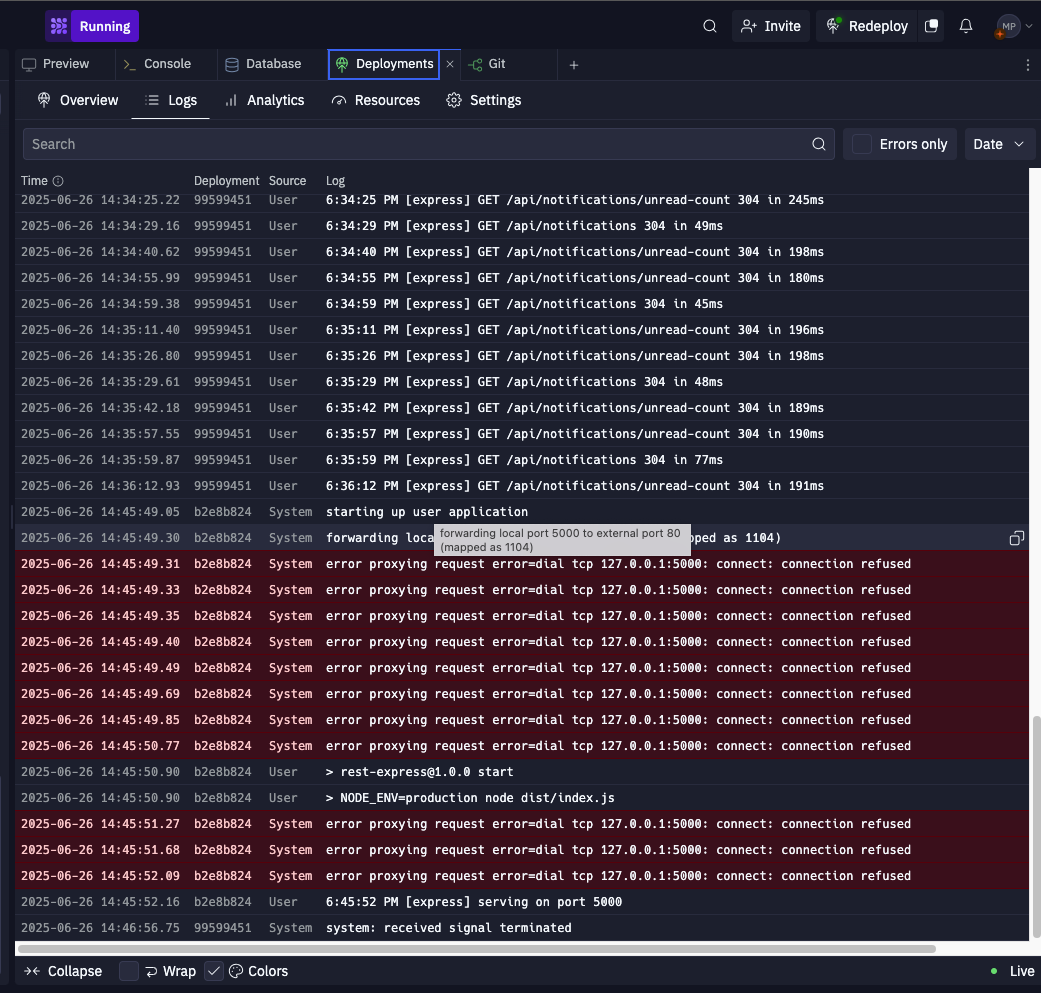 Running Invite Redeploy MP
Preview Console Database Deployments Git
Overview Logs Analytics Resources Settings
Search Errors only Date
Time Deployment Source Log
2025-06-26 14:34:25.22 99599451 User 6:34:25 PM [express] GET /api/notifications/unread-count 304 in 245ms
2025-06-26 14:34:29.16 99599451 User 6:34:29 PM [express] GET /api/notifications 304 in 49ms
2025-06-26 14:34:40.62 99599451 User 6:34:40 PM [express] GET /api/notifications/unread-count 304 in 198ms
2025-06-26 14:34:55.99 99599451 User 6:34:55 PM [express] GET /api/notifications/unread-count 304 in 180ms
2025-06-26 14:34:59.38 99599451 User 6:34:59 PM [express] GET /api/notifications 304 in 45ms
2025-06-26 14:35:11.40 99599451 User 6:35:11 PM [express] GET /api/notifications/unread-count 304 in 196ms
2025-06-26 14:35:26.80 99599451 User 6:35:26 PM [express] GET /api/notifications/unread-count 304 in 198ms
2025-06-26 14:35:29.61 99599451 User 6:35:29 PM [express] GET /api/notifications 304 in 48ms
2025-06-26 14:35:42.18 99599451 User 6:35:42 PM [express] GET /api/notifications/unread-count 304 in 189ms
2025-06-26 14:35:57.55 99599451 User 6:35:57 PM [express] GET /api/notifications/unread-count 304 in 190ms
2025-06-26 14:35:59.87 99599451 User 6:35:59 PM [express] GET /api/notifications 304 in 77ms
2025-06-26 14:36:12.93 99599451 User 6:36:12 PM [express] GET /api/notifications/unread-count 304 in 191ms
2025-06-26 14:45:49.05 b2e8b824 System starting up user application
2025-06-26 14:45:49.30 b2e8b824 System forwarding loca pped as 1104)
forwarding local port 5000 to external port 80
(mapped as 1104)
2025-06-26 14:45:49.31 b2e8b824 System error proxying request error=dial tcp 127.0.0.1:5000: connect: connection refused
2025-06-26 14:45:49.33 b2e8b824 System error proxying request error=dial tcp 127.0.0.1:5000: connect: connection refused
2025-06-26 14:45:49.35 b2e8b824 System error proxying request error=dial tcp 127.0.0.1:5000: connect: connection refused
2025-06-26 14:45:49.40 b2e8b824 System error proxying request error=dial tcp 127.0.0.1:5000: connect: connection refused
2025-06-26 14:45:49.49 b2e8b824 System error proxying request error=dial tcp 127.0.0.1:5000: connect: connection refused
2025-06-26 14:45:49.69 b2e8b824 System error proxying request error=dial tcp 127.0.0.1:5000: connect: connection refused
2025-06-26 14:45:49.85 b2e8b824 System error proxying request error=dial tcp 127.0.0.1:5000: connect: connection refused
2025-06-26 14:45:50.77 b2e8b824 System error proxying request error=dial tcp 127.0.0.1:5000: connect: connection refused
2025-06-26 14:45:50.90 b2e8b824 User > rest-express@1.0.0 start
2025-06-26 14:45:50.90 b2e8b824 User > NODE_ENV=production node dist/index.js
2025-06-26 14:45:51.27 b2e8b824 System error proxying request error=dial tcp 127.0.0.1:5000: connect: connection refused
2025-06-26 14:45:51.68 b2e8b824 System error proxying request error=dial tcp 127.0.0.1:5000: connect: connection refused
2025-06-26 14:45:52.09 b2e8b824 System error proxying request error=dial tcp 127.0.0.1:5000: connect: connection refused
2025-06-26 14:45:52.16 b2e8b824 User 6:45:52 PM [express] serving on port 5000
2025-06-26 14:46:56.75 99599451 System system: received signal terminated
Collapse Wrap Colors Live